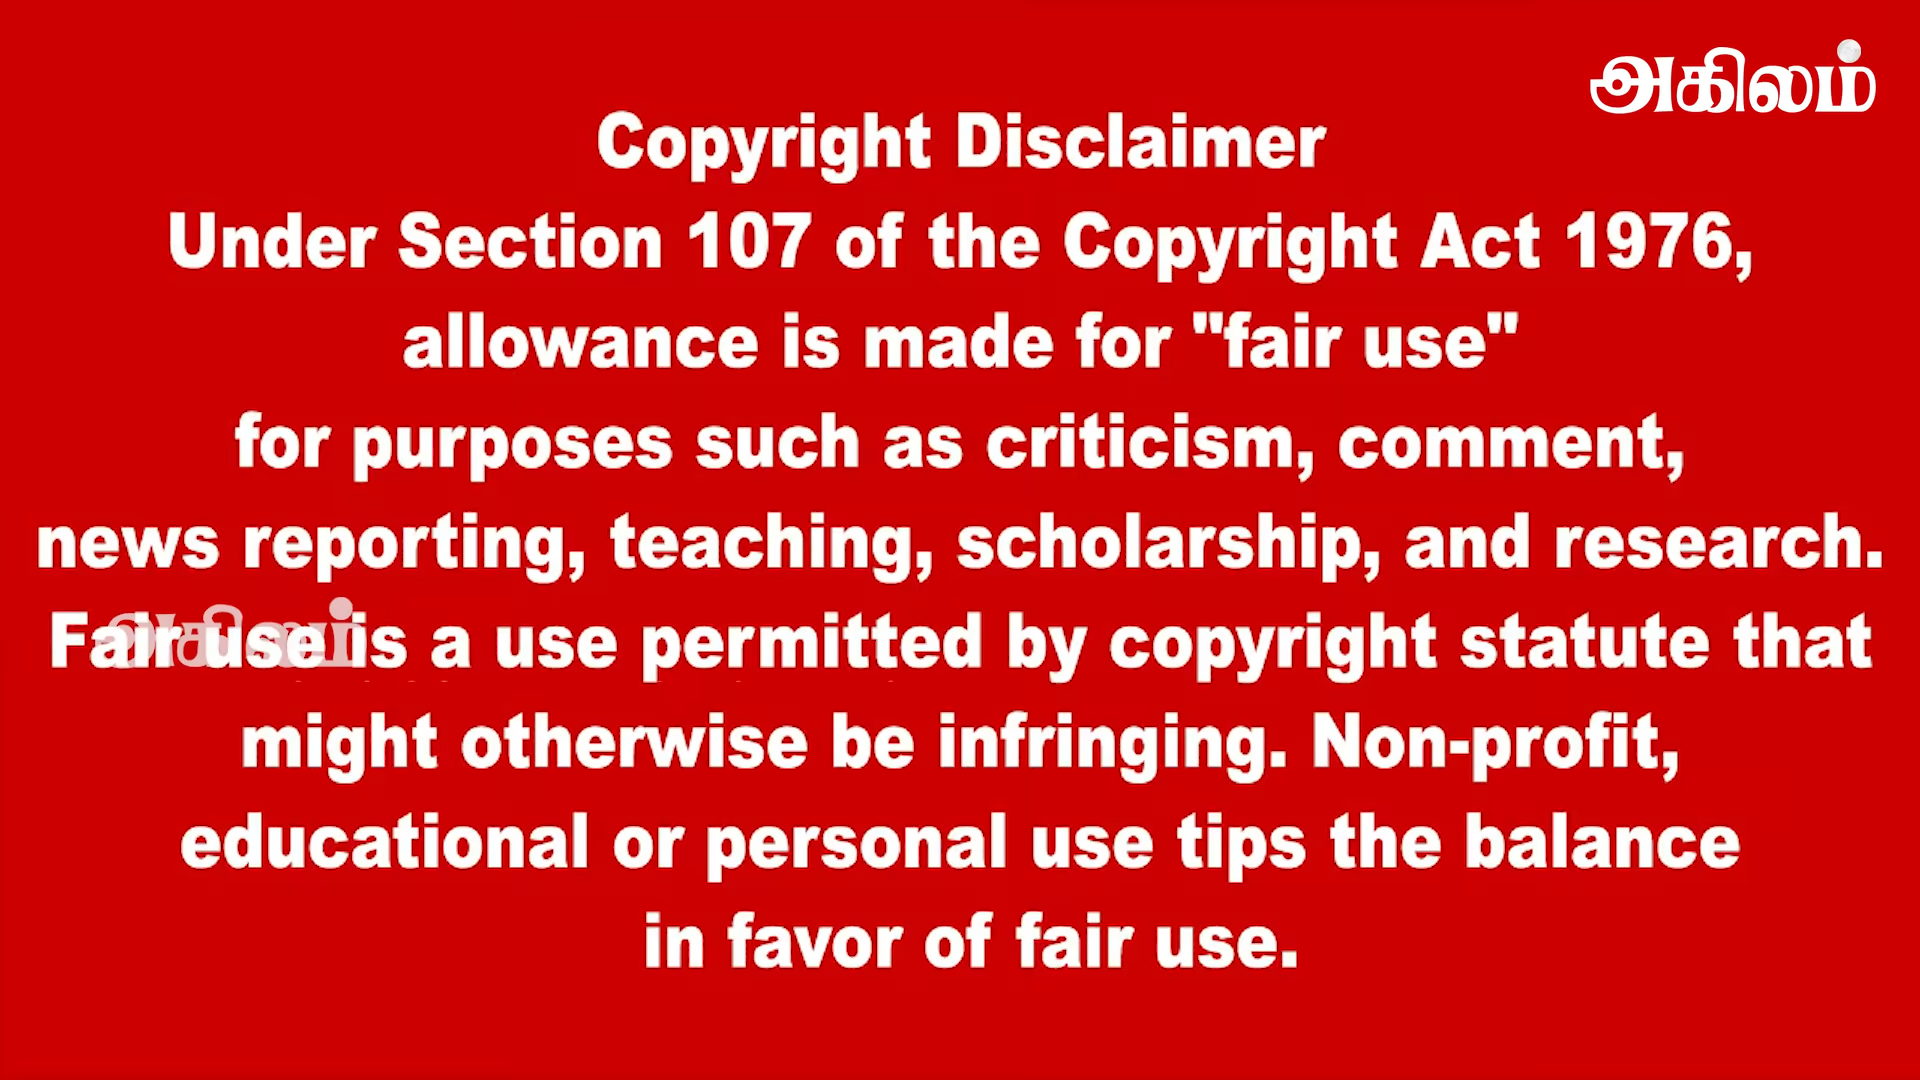 அகிலம்
Copyright Disclaimer
Under Section 107 of the Copyright Act 1976,
allowance is made for "fair use"
for purposes such as criticism, comment,
news reporting, teaching, scholarship, and research.
Fair use is a use permitted by copyright statute that
அகிலம்
might otherwise be infringing. Non-profit,
educational or personal use tips the balance
in favor of fair use.